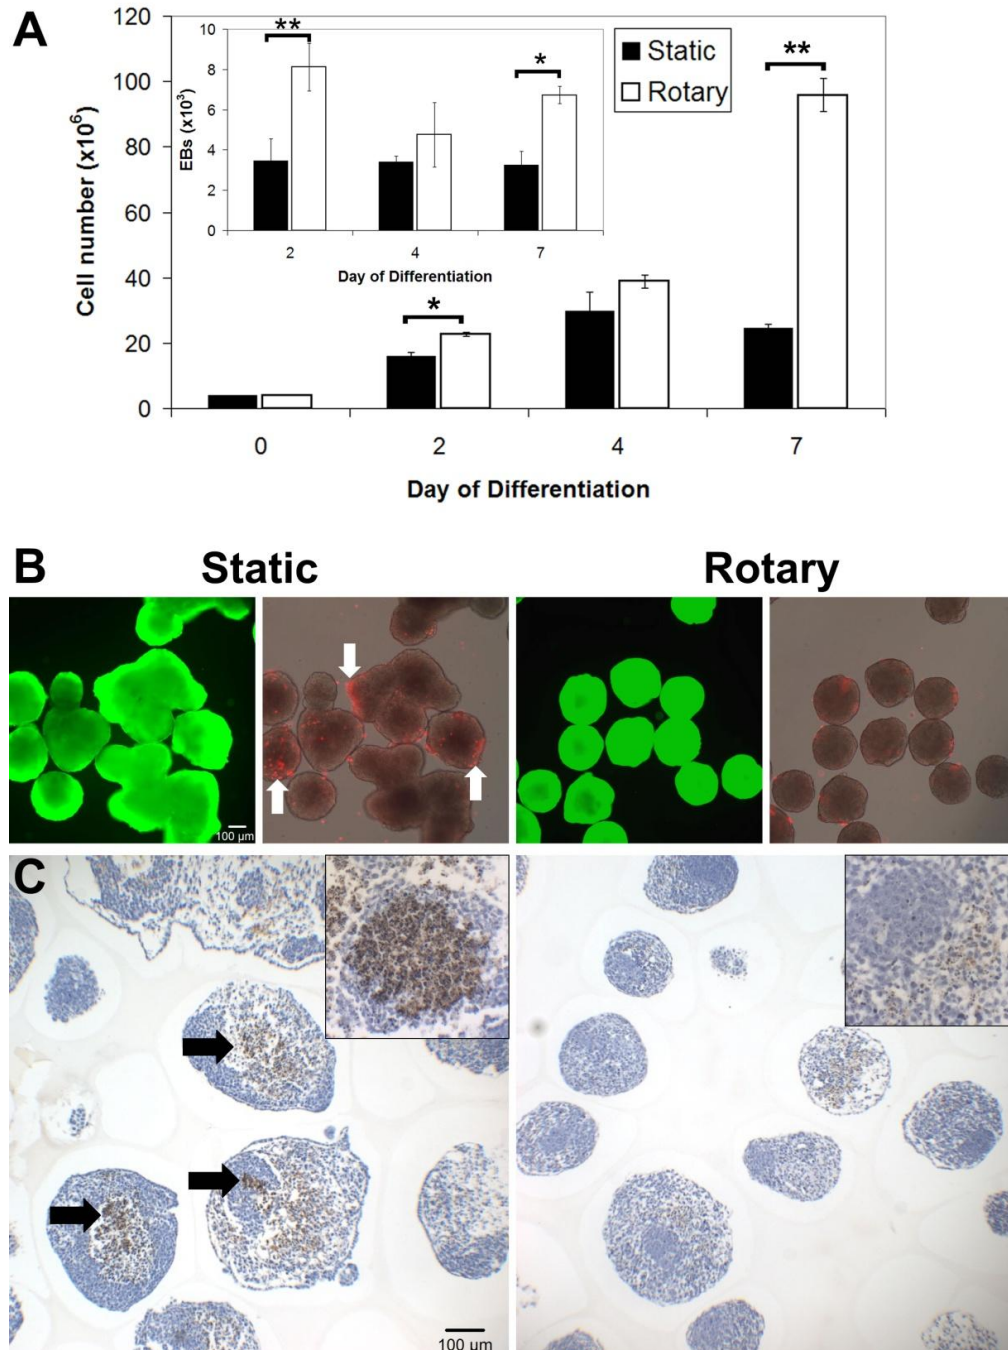 A
120
100
80
60
40
20
0
Cell number (x10⁶)
10
8
6
4
2
0
EBs (x10³)
**
*
2
4
7
Day of Differentiation
Static
Rotary
**
*
0
2
4
7
Day of Differentiation
B
Static
Rotary
100 µm
C
100 µm